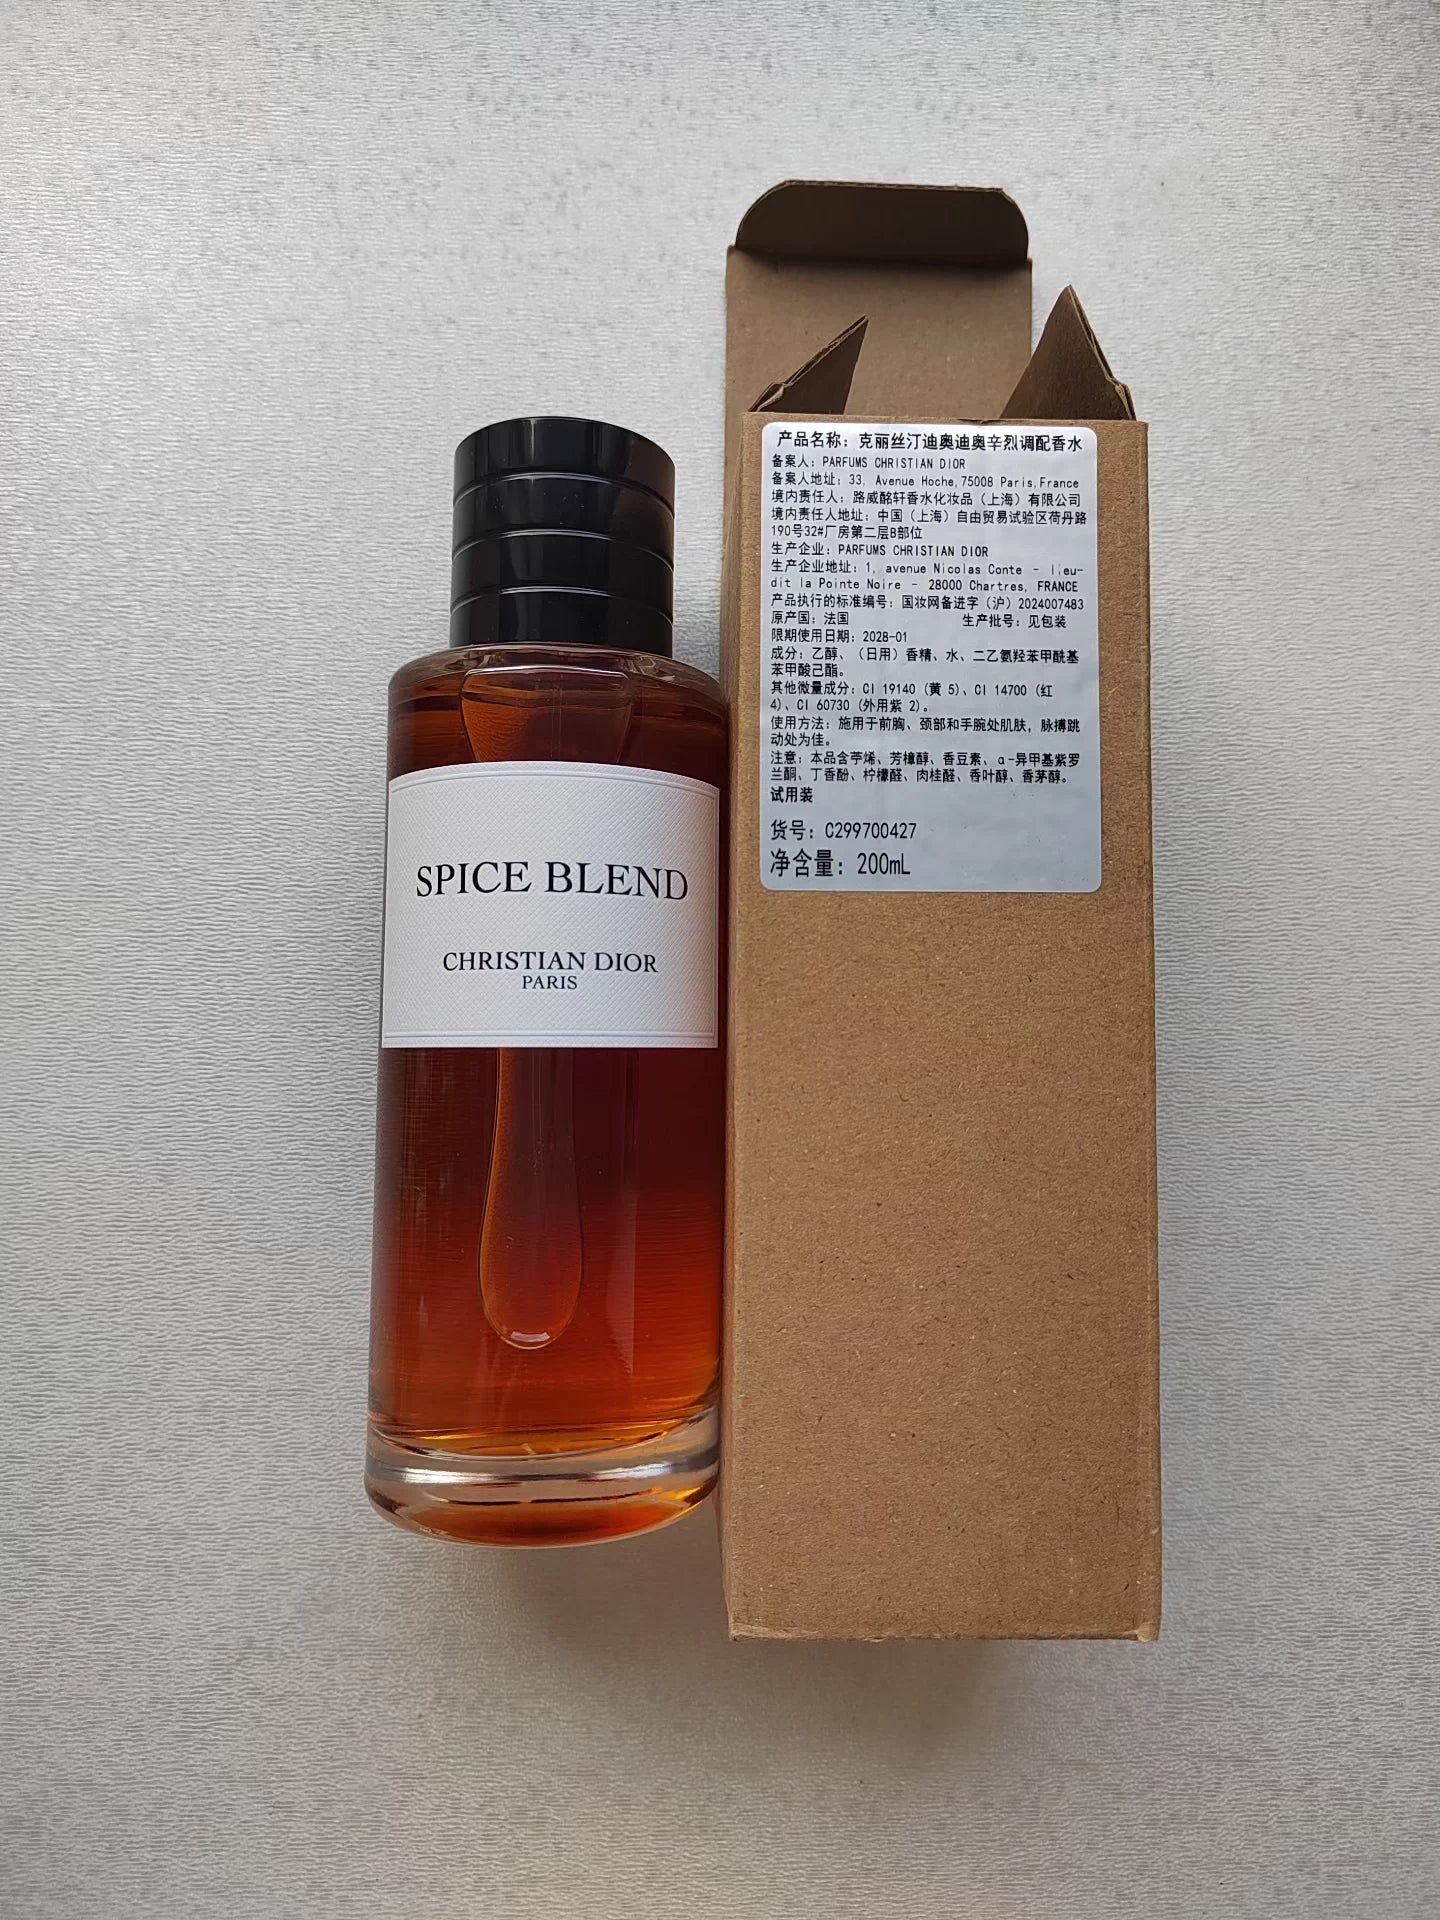 SPICE BLEND
CHRISTIAN DIOR
PARIS
产品名称：克丽丝汀迪奥迪奥辛烈调配香水
备案人：PARFUMS CHRISTIAN DIOR
备案人地址：33, Avenue Hoche,75008 Paris,France
境内责任人：路威酩轩香水化妆品（上海）有限公司
境内责任人地址：中国（上海）自由贸易试验区荷丹路
190号32#厂房第二层B部位
生产企业：PARFUMS CHRISTIAN DIOR
生产企业地址：1, avenue Nicolas Conte – lieu-
dit la Pointe Noire – 28000 Chartres, FRANCE
产品执行的标准编号：国妆网备进字（沪）2024007483
原产国：法国 生产批号：见包装
限期使用日期：2028-01
成分：乙醇、（日用）香精、水、二乙氨羟苯甲酰基
苯甲酸己酯。
其他微量成分：CI 19140 (黄 5)、CI 14700 (红
4)、CI 60730 (外用紫 2)。
使用方法：施用于前胸、颈部和手腕处肌肤，脉搏跳
动处为佳。
注意：本品含苧烯、芳樟醇、香豆素、α-异甲基紫罗
兰酮、丁香酚、柠檬醛、肉桂醛、香叶醇、香茅醇。
试用装
货号：C299700427
净含量：200mL